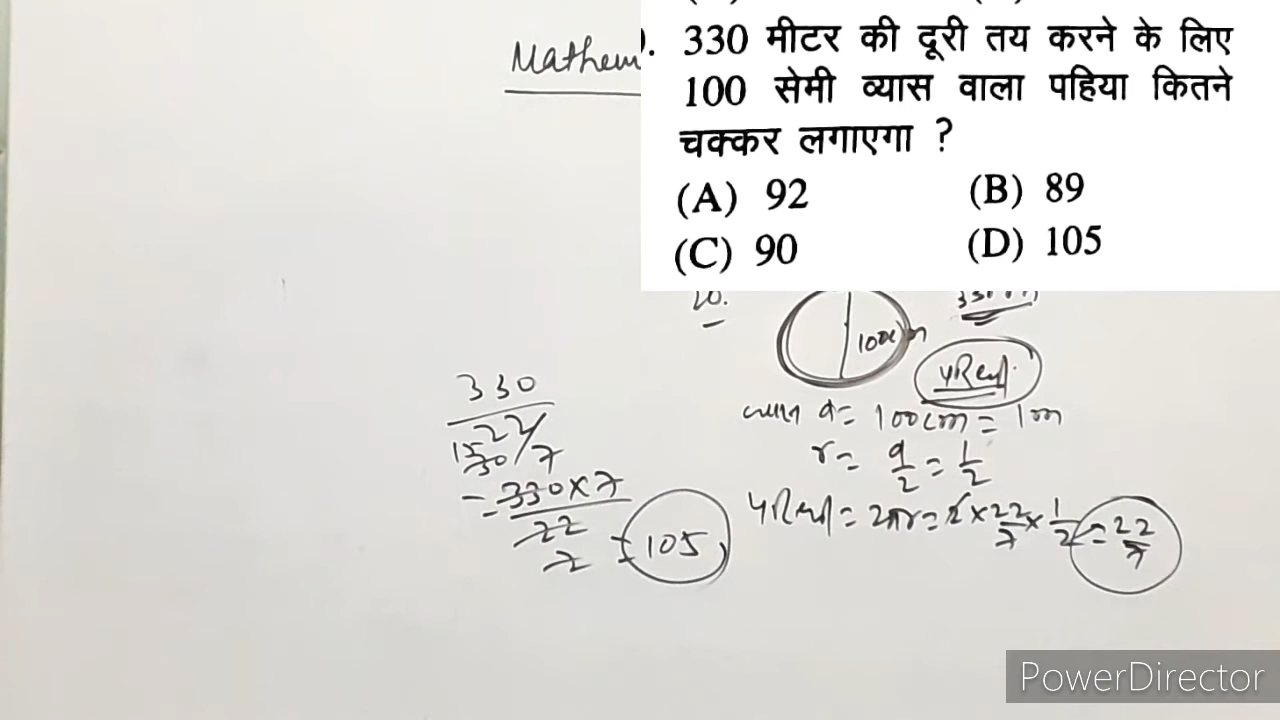 Mathem
). 330 मीटर की दूरी तय करने के लिए
100 सेमी व्यास वाला पहिया कितने
चक्कर लगाएगा ?
(A) 92 (B) 89
(C) 90 (D) 105
20.
100cm
परिधि
व्यास d = 100cm = 1m
r = d/2 = 1/2
परिधि = 2πr = 2 × 22/7 × 1/2 = 22/7
330
22/7
= 330×7
22
= 105
PowerDirector